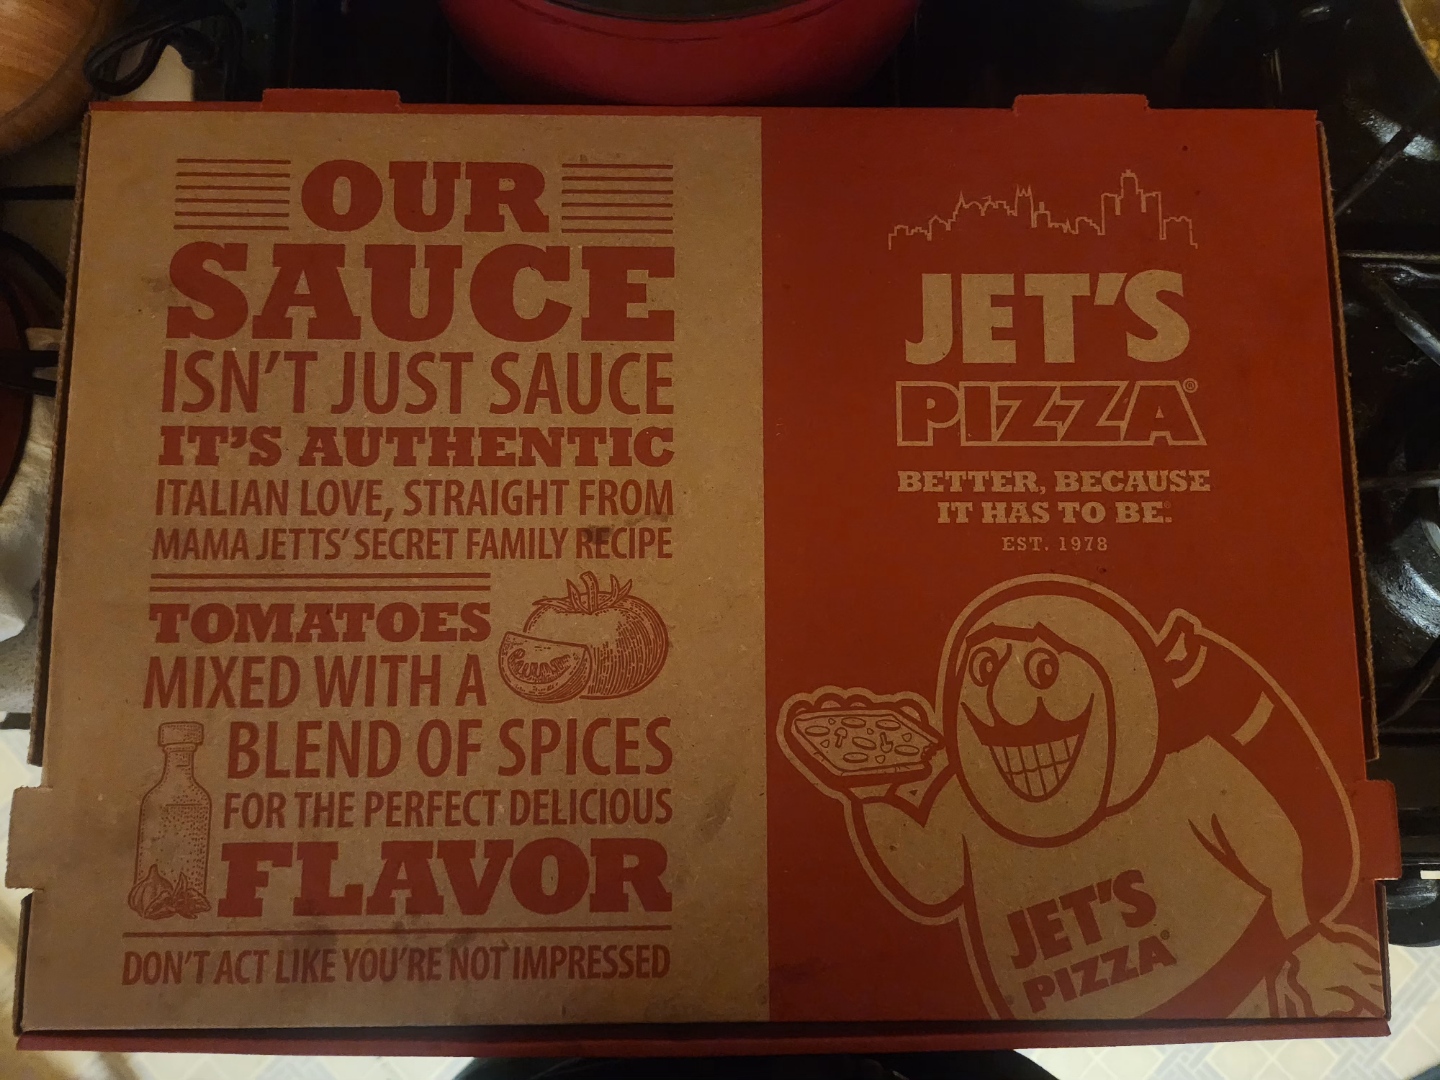 OUR
SAUCE
ISN'T JUST SAUCE
IT'S AUTHENTIC
ITALIAN LOVE, STRAIGHT FROM
MAMA JETTS' SECRET FAMILY RECIPE
TOMATOES
MIXED WITH A
BLEND OF SPICES
FOR THE PERFECT DELICIOUS
FLAVOR
DON'T ACT LIKE YOU'RE NOT IMPRESSED
JET'S
PIZZA®
BETTER, BECAUSE
IT HAS TO BE.
EST. 1978
JET'S
PIZZA